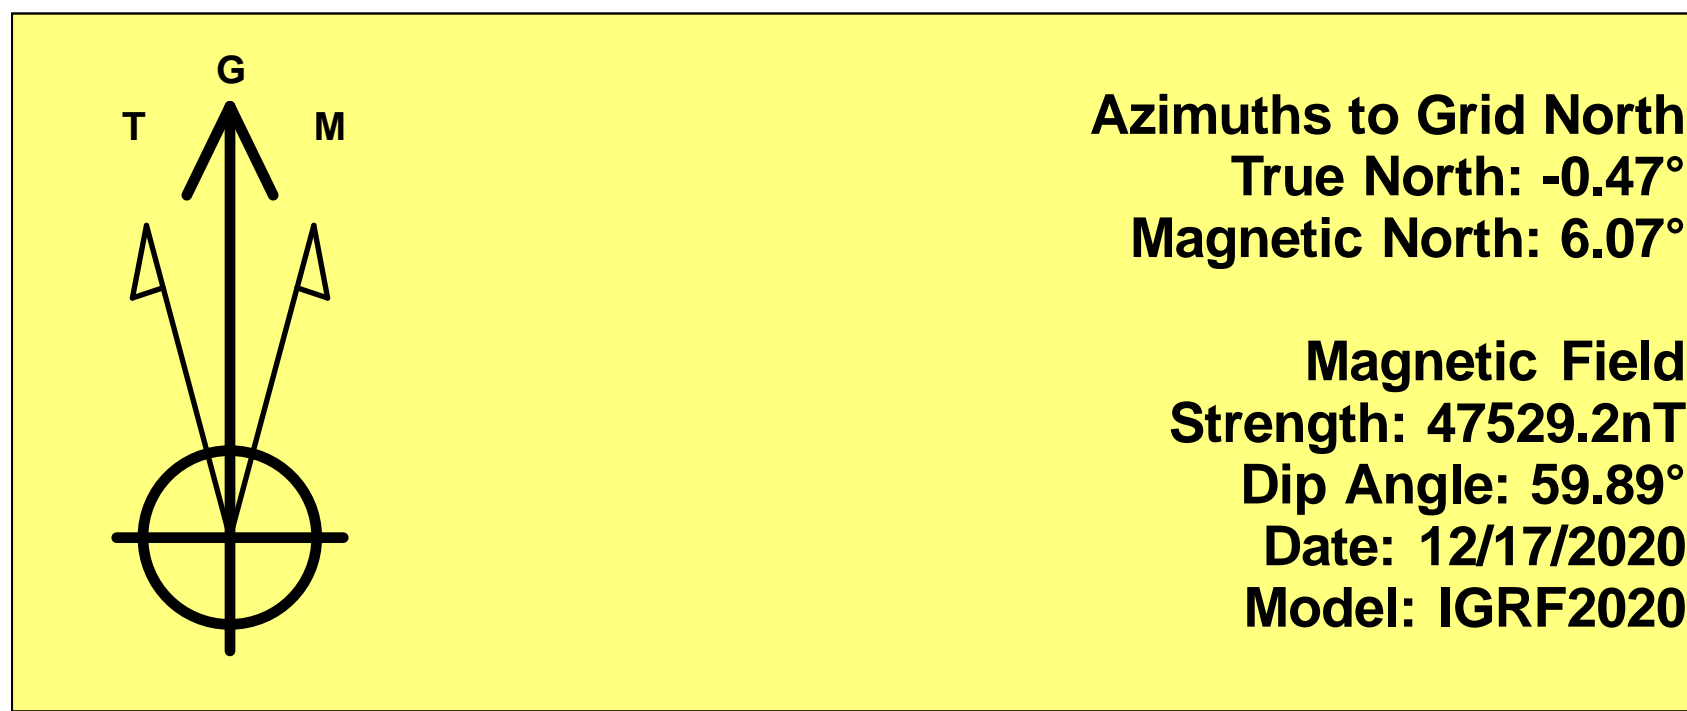 G
T M
Azimuths to Grid North
True North: -0.47°
Magnetic North: 6.07°
Magnetic Field
Strength: 47529.2nT
Dip Angle: 59.89°
Date: 12/17/2020
Model: IGRF2020